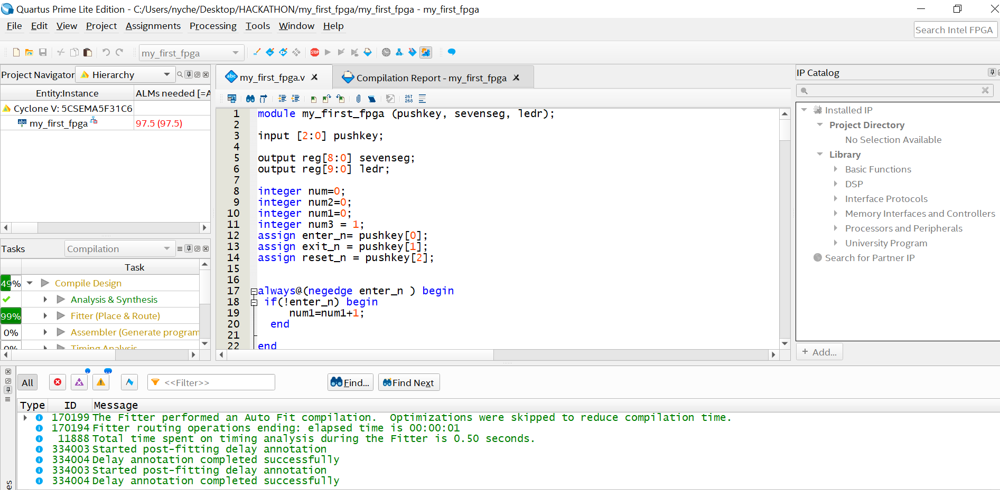 Quartus Prime Lite Edition - C:/Users/nyche/Desktop/HACKATHON/my_first_fpga/my_first_fpga - my_first_fpga
File Edit View Project Assignments Processing Tools Window Help
Search Intel FPGA
my_first_fpga
STOP
Project Navigator Hierarchy
Entity:Instance ALMs needed [=A
Cyclone V: 5CSEMA5F31C6
abc my_first_fpga 97.5 (97.5)
Tasks Compilation
Task
49% Compile Design
Analysis & Synthesis
99% Fitter (Place & Route)
0% Assembler (Generate program
0% Timing Analysis
abc my_first_fpga.v
Compilation Report - my_first_fpga
267
268
1 module my_first_fpga (pushkey, sevenseg, ledr);
2
3 input [2:0] pushkey;
4
5 output reg[8:0] sevenseg;
6 output reg[9:0] ledr;
7
8 integer num=0;
9 integer num2=0;
10 integer num1=0;
11 integer num3 = 1;
12 assign enter_n= pushkey[0];
13 assign exit_n = pushkey[1];
14 assign reset_n = pushkey[2];
15
16
17 always@(negedge enter_n ) begin
18 if(!enter_n) begin
19 num1=num1+1;
20 end
21
22 end
IP Catalog
Installed IP
Project Directory
No Selection Available
Library
Basic Functions
DSP
Interface Protocols
Memory Interfaces and Controllers
Processors and Peripherals
University Program
Search for Partner IP
+ Add...
All <<Filter>> Find... Find Next
Type ID Message
170199 The Fitter performed an Auto Fit compilation.  Optimizations were skipped to reduce compilation time.
170194 Fitter routing operations ending: elapsed time is 00:00:01
11888 Total time spent on timing analysis during the Fitter is 0.50 seconds.
334003 Started post-fitting delay annotation
334004 Delay annotation completed successfully
334003 Started post-fitting delay annotation
334004 Delay annotation completed successfully
es